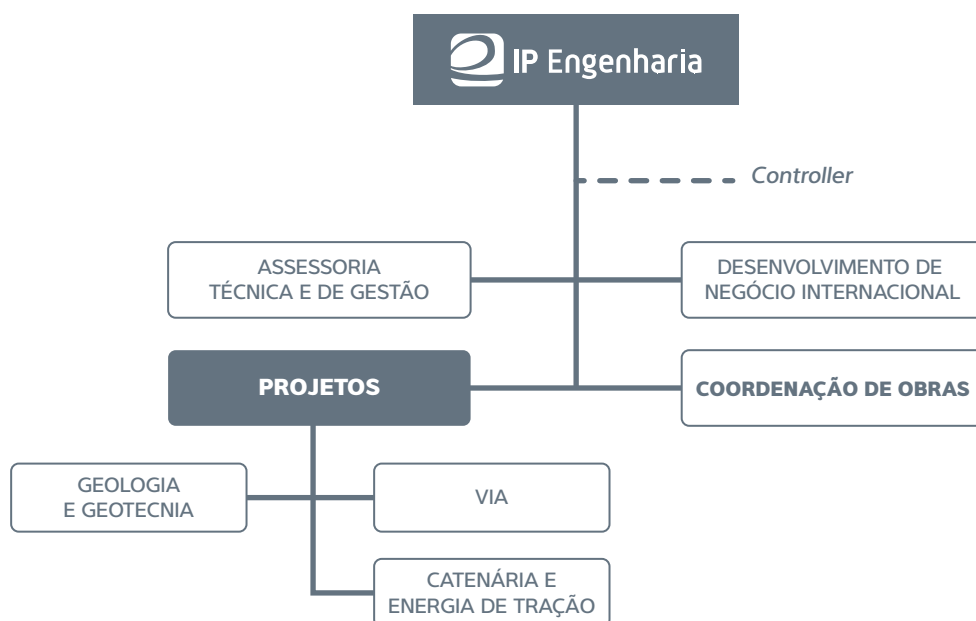 IP Engenharia
Controller
ASSESSORIA
TÉCNICA E DE GESTÃO
DESENVOLVIMENTO DE
NEGÓCIO INTERNACIONAL
PROJETOS
COORDENAÇÃO DE OBRAS
GEOLOGIA
E GEOTECNIA
VIA
CATENÁRIA E
ENERGIA DE TRAÇÃO